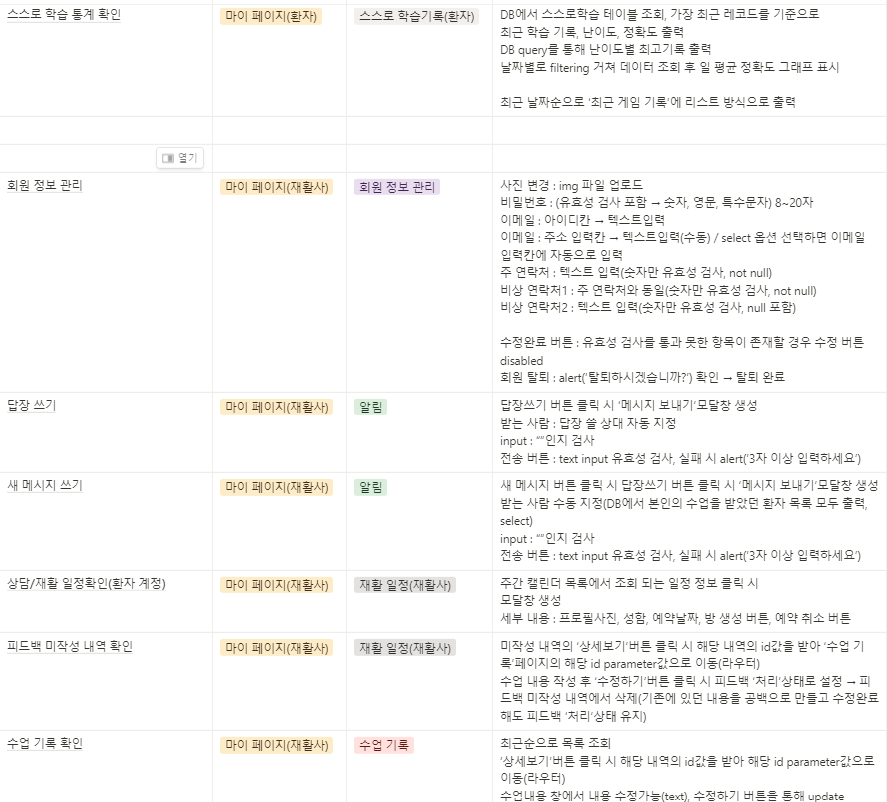 스스로 학습 통계 확인
마이 페이지(환자)
스스로 학습기록(환자)
DB에서 스스로학습 테이블 조회, 가장 최근 레코드를 기준으로
최근 학습 기록, 난이도, 정확도 출력
DB query를 통해 난이도별 최고기록 출력
날짜별로 filtering 거쳐 데이터 조회 후 일 평균 정확도 그래프 표시
최근 날짜순으로 ‘최근 게임 기록’에 리스트 방식으로 출력
열기
회원 정보 관리
마이 페이지(재활사)
회원 정보 관리
사진 변경 : img 파일 업로드
비밀번호 : (유효성 검사 포함 → 숫자, 영문, 특수문자) 8~20자
이메일 : 아이디칸 → 텍스트입력
이메일 : 주소 입력칸 → 텍스트입력(수동) / select 옵션 선택하면 이메일
입력칸에 자동으로 입력
주 연락처 : 텍스트 입력(숫자만 유효성 검사, not null)
비상 연락처1 : 주 연락처와 동일(숫자만 유효성 검사, not null)
비상 연락처2 : 텍스트 입력(숫자만 유효성 검사, null 포함)
수정완료 버튼 : 유효성 검사를 통과 못한 항목이 존재할 경우 수정 버튼
disabled
회원 탈퇴 : alert(’탈퇴하시겠습니까?’) 확인 → 탈퇴 완료
답장 쓰기
마이 페이지(재활사)
알림
답장쓰기 버튼 클릭 시 ‘메시지 보내기’모달창 생성
받는 사람 : 답장 쓸 상대 자동 지정
input : “”인지 검사
전송 버튼 : text input 유효성 검사, 실패 시 alert(’3자 이상 입력하세요’)
새 메시지 쓰기
마이 페이지(재활사)
알림
새 메시지 버튼 클릭 시 답장쓰기 버튼 클릭 시 ‘메시지 보내기’모달창 생성
받는 사람 수동 지정(DB에서 본인의 수업을 받았던 환자 목록 모두 출력,
select)
input : “”인지 검사
전송 버튼 : text input 유효성 검사, 실패 시 alert(’3자 이상 입력하세요’)
상담/재활 일정확인(환자 계정)
마이 페이지(재활사)
재활 일정(재활사)
주간 캘린더 목록에서 조회 되는 일정 정보 클릭 시
모달창 생성
세부 내용 : 프로필사진, 성함, 예약날짜, 방 생성 버튼, 예약 취소 버튼
피드백 미작성 내역 확인
마이 페이지(재활사)
재활 일정(재활사)
미작성 내역의 ‘상세보기’버튼 클릭 시 해당 내역의 id값을 받아 ‘수업 기
록’페이지의 해당 id parameter값으로 이동(라우터)
수업 내용 작성 후 ‘수정하기’버튼 클릭 시 피드백 ‘처리’상태로 설정 → 피
드백 미작성 내역에서 삭제(기존에 있던 내용을 공백으로 만들고 수정완료
해도 피드백 ‘처리’상태 유지)
수업 기록 확인
마이 페이지(재활사)
수업 기록
최근순으로 목록 조회
‘상세보기’버튼 클릭 시 해당 내역의 id값을 받아 해당 id parameter값으로
이동(라우터)
수업내용 창에서 내용 수정가능(text), 수정하기 버튼을 통해 update